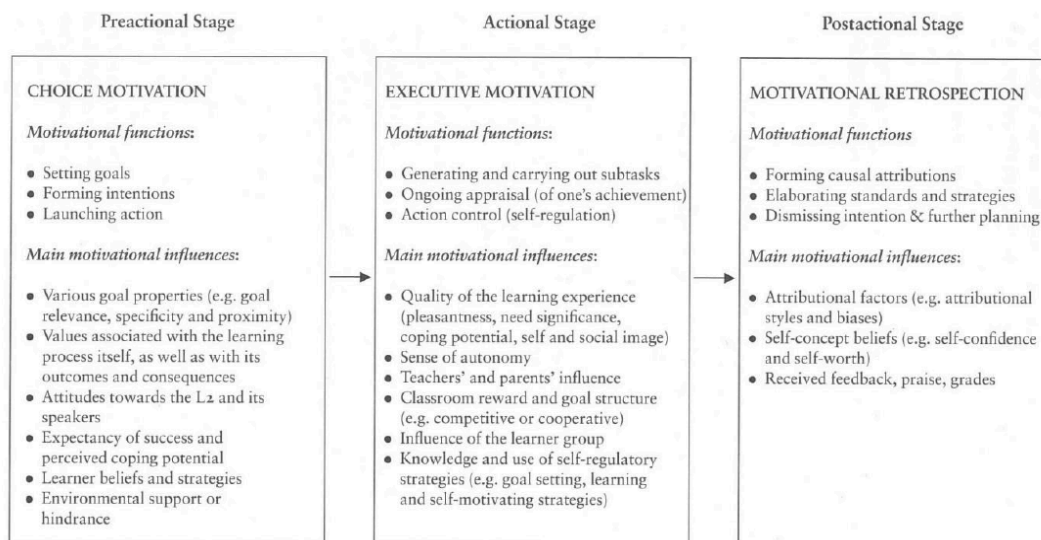 Preactional Stage
Actional Stage
Postactional Stage
CHOICE MOTIVATION
Motivational functions:
• Setting goals
• Forming intentions
• Launching action
Main motivational influences:
• Various goal properties (e.g. goal
relevance, specificity and proximity)
• Values associated with the learning
process itself, as well as with its
outcomes and consequences
• Attitudes towards the L2 and its
speakers
• Expectancy of success and
perceived coping potential
• Learner beliefs and strategies
• Environmental support or
hindrance
EXECUTIVE MOTIVATION
Motivational functions:
• Generating and carrying out subtasks
• Ongoing appraisal (of one's achievement)
• Action control (self-regulation)
Main motivational influences:
• Quality of the learning experience
(pleasantness, need significance,
coping potential, self and social image)
• Sense of autonomy
• Teachers' and parents' influence
• Classroom reward and goal structure
(e.g. competitive or cooperative)
• Influence of the learner group
• Knowledge and use of self-regulatory
strategies (e.g. goal setting, learning
and self-motivating strategies)
MOTIVATIONAL RETROSPECTION
Motivational functions
• Forming causal attributions
• Elaborating standards and strategies
• Dismissing intention & further planning
Main motivational influences:
• Attributional factors (e.g. attributional
styles and biases)
• Self-concept beliefs (e.g. self-confidence
and self-worth)
• Received feedback, praise, grades